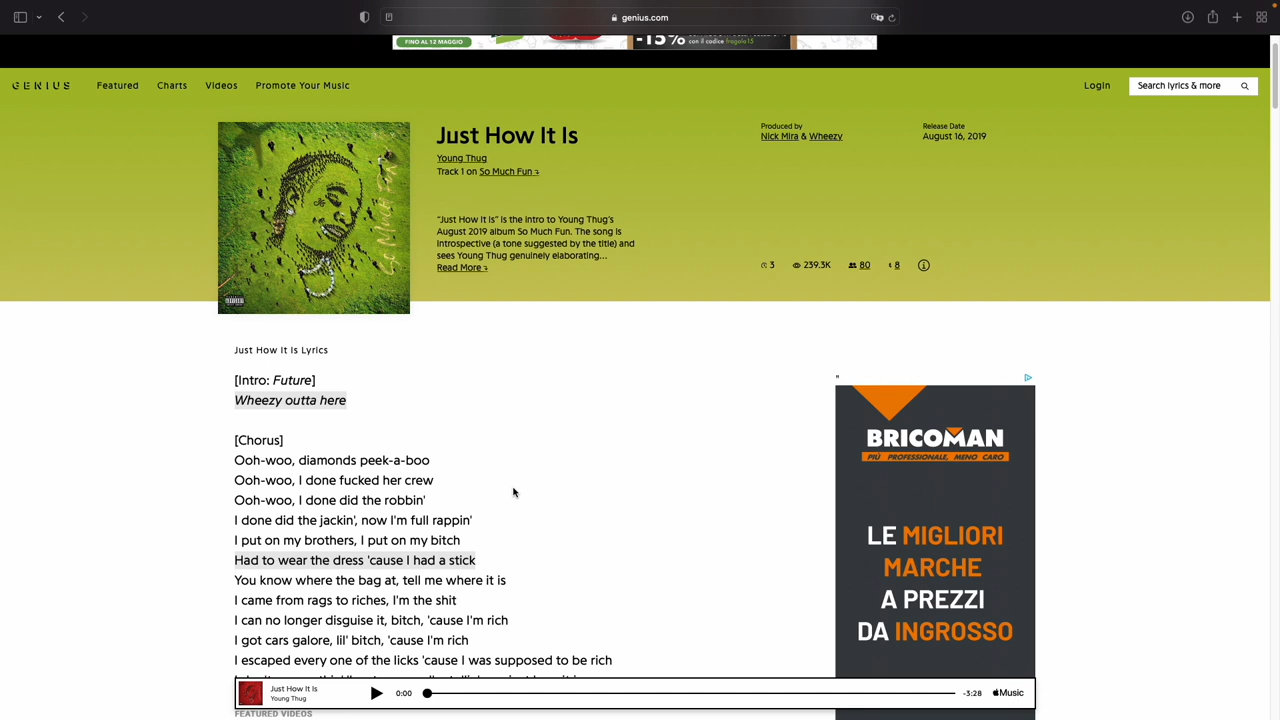 genius.com
FINO AL 12 MAGGIO
-15%
con il codice fragola15
GENIUS
Featured
Charts
Videos
Promote Your Music
Login
Search lyrics & more
So Much Fun
Just How It Is
Young Thug
Track 1 on So Much Fun
"Just How It Is" is the intro to Young Thug's
August 2019 album So Much Fun. The song is
introspective (a tone suggested by the title) and
sees Young Thug genuinely elaborating...
Read More
Produced by
Nick Mira & Wheezy
Release Date
August 16, 2019
3
239.3K
80
8
Just How It Is Lyrics
[Intro: Future]
Wheezy outta here
[Chorus]
Ooh-woo, diamonds peek-a-boo
Ooh-woo, I done fucked her crew
Ooh-woo, I done did the robbin'
I done did the jackin', now I'm full rappin'
I put on my brothers, I put on my bitch
Had to wear the dress 'cause I had a stick
You know where the bag at, tell me where it is
I came from rags to riches, I'm the shit
I can no longer disguise it, bitch, 'cause I'm rich
I got cars galore, lil' bitch, 'cause I'm rich
I escaped every one of the licks 'cause I was supposed to be rich
BRICOMAN
PIÙ PROFESSIONALE, MENO CARO
LE MIGLIORI
MARCHE
A PREZZI
DA INGROSSO
Just How It Is
Young Thug
0:00
-3:28
Music
FEATURED VIDEOS